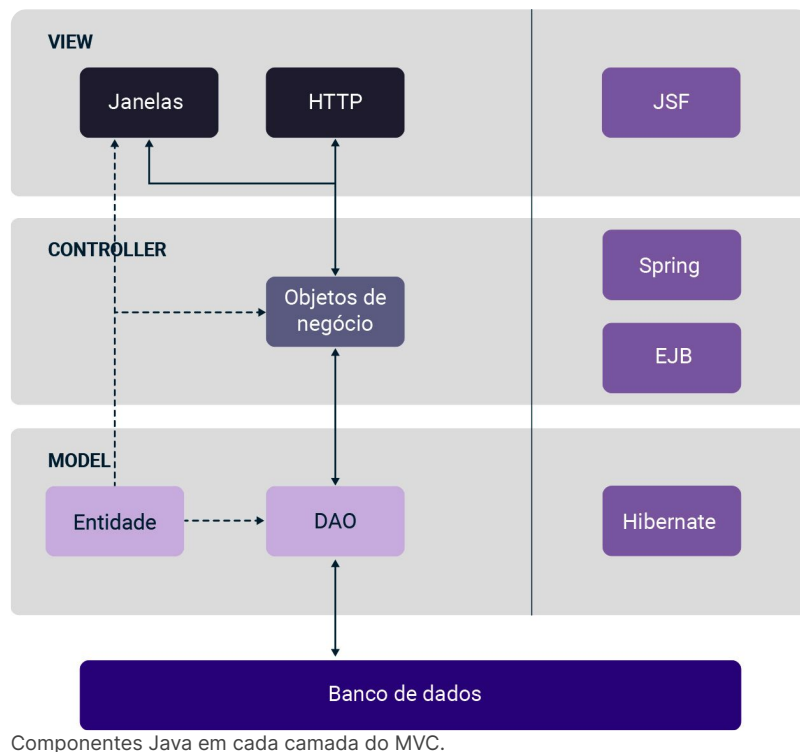 VIEW
Janelas
HTTP
JSF
CONTROLLER
Spring
Objetos de
negócio
EJB
MODEL
Entidade
DAO
Hibernate
Banco de dados
Componentes Java em cada camada do MVC.